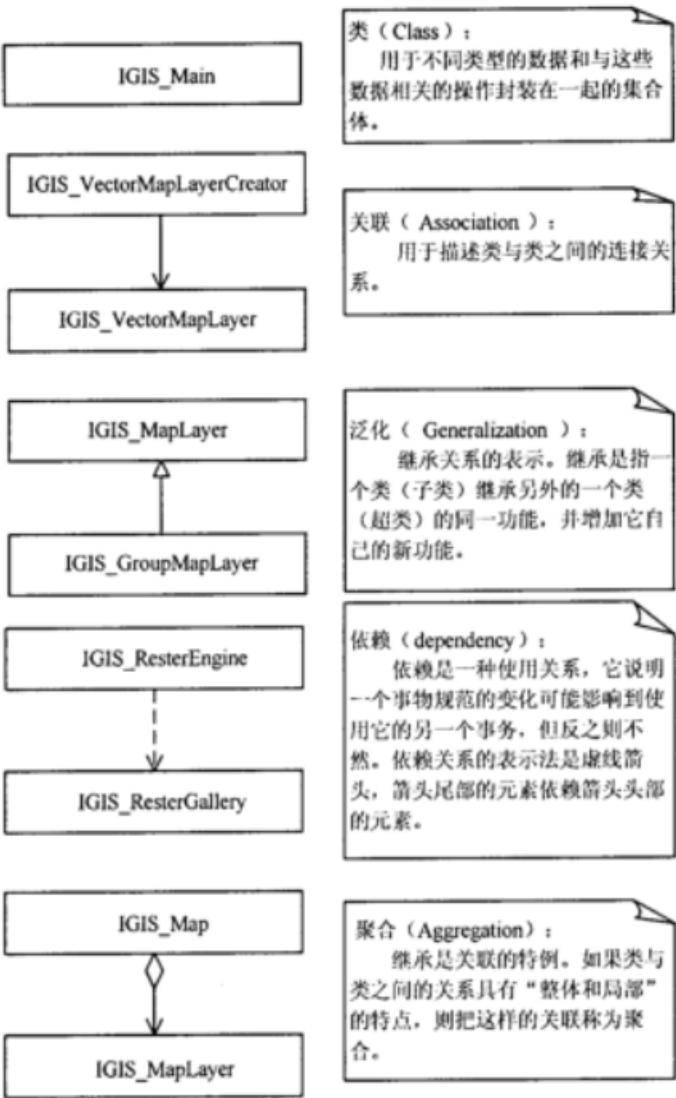 IGIS_Main
类（Class）：
用于不同类型的数据和与这些
数据相关的操作封装在一起的集合
体。
IGIS_VectorMapLayerCreator
IGIS_VectorMapLayer
关联（ Association ）：
用于描述类与类之间的连接关
系。
IGIS_MapLayer
IGIS_GroupMapLayer
泛化（ Generalization ）：
继承关系的表示。继承是指一
个类（子类）继承另外的一个类
（超类）的同一功能，并增加它自
己的新功能。
IGIS_ResterEngine
IGIS_ResterGallery
依赖（dependency）：
依赖是一种使用关系，它说明
一个事物规范的变化可能影响到使
用它的另一个事务，但反之则不
然。依赖关系的表示法是虚线箭
头，箭头尾部的元素依赖箭头头部
的元素。
IGIS_Map
IGIS_MapLayer
聚合（Aggregation）：
继承是关联的特例。如果类与
类之间的关系具有“整体和局部”
的特点，则把这样的关联称为聚
合。